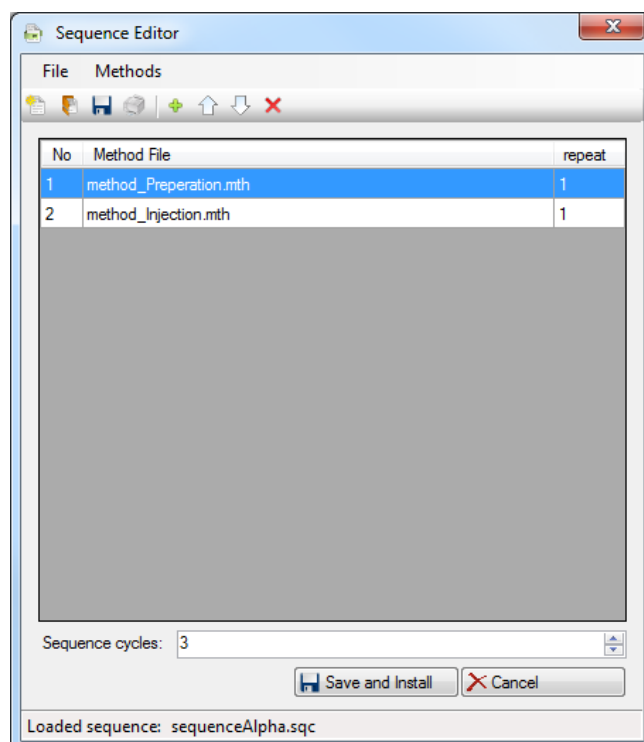 Sequence Editor
File Methods
No Method File repeat
1 method_Preperation.mth 1
2 method_Injection.mth 1
Sequence cycles: 3
Save and Install Cancel
Loaded sequence: sequenceAlpha.sqc